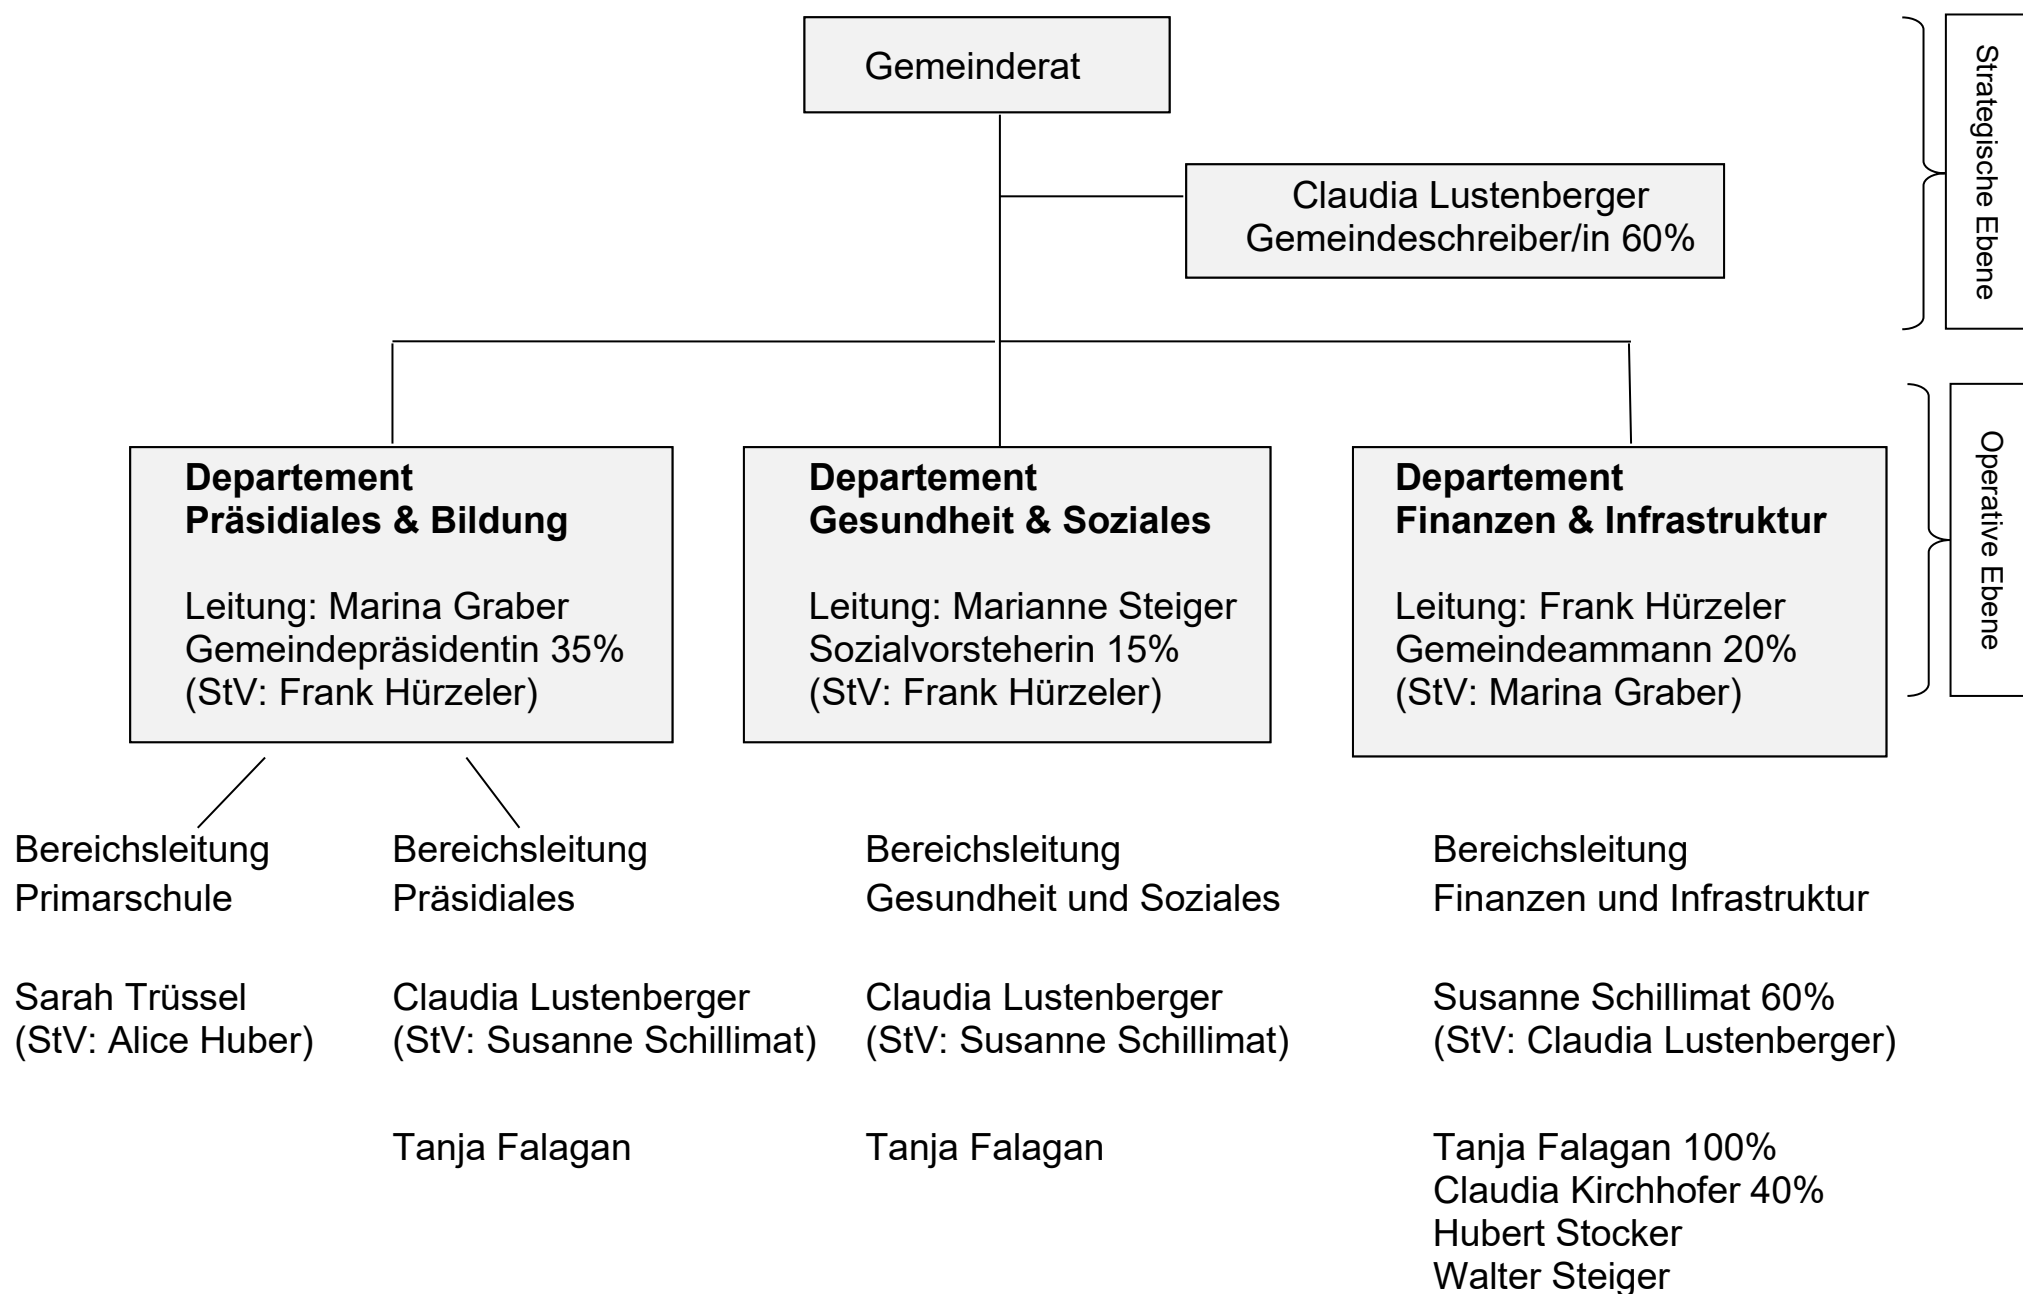 Gemeinderat
Strategische Ebene
Claudia Lustenberger
Gemeindeschreiber/in 60%
Operative Ebene
Departement
Präsidiales & Bildung
Leitung: Marina Graber
Gemeindepräsidentin 35%
(StV: Frank Hürzeler)
Departement
Gesundheit & Soziales
Leitung: Marianne Steiger
Sozialvorsteherin 15%
(StV: Frank Hürzeler)
Departement
Finanzen & Infrastruktur
Leitung: Frank Hürzeler
Gemeindeammann 20%
(StV: Marina Graber)
Bereichsleitung
Primarschule
Sarah Trüssel
(StV: Alice Huber)
Bereichsleitung
Präsidiales
Claudia Lustenberger
(StV: Susanne Schillimat)
Tanja Falagan
Bereichsleitung
Gesundheit und Soziales
Claudia Lustenberger
(StV: Susanne Schillimat)
Tanja Falagan
Bereichsleitung
Finanzen und Infrastruktur
Susanne Schillimat 60%
(StV: Claudia Lustenberger)
Tanja Falagan 100%
Claudia Kirchhofer 40%
Hubert Stocker
Walter Steiger